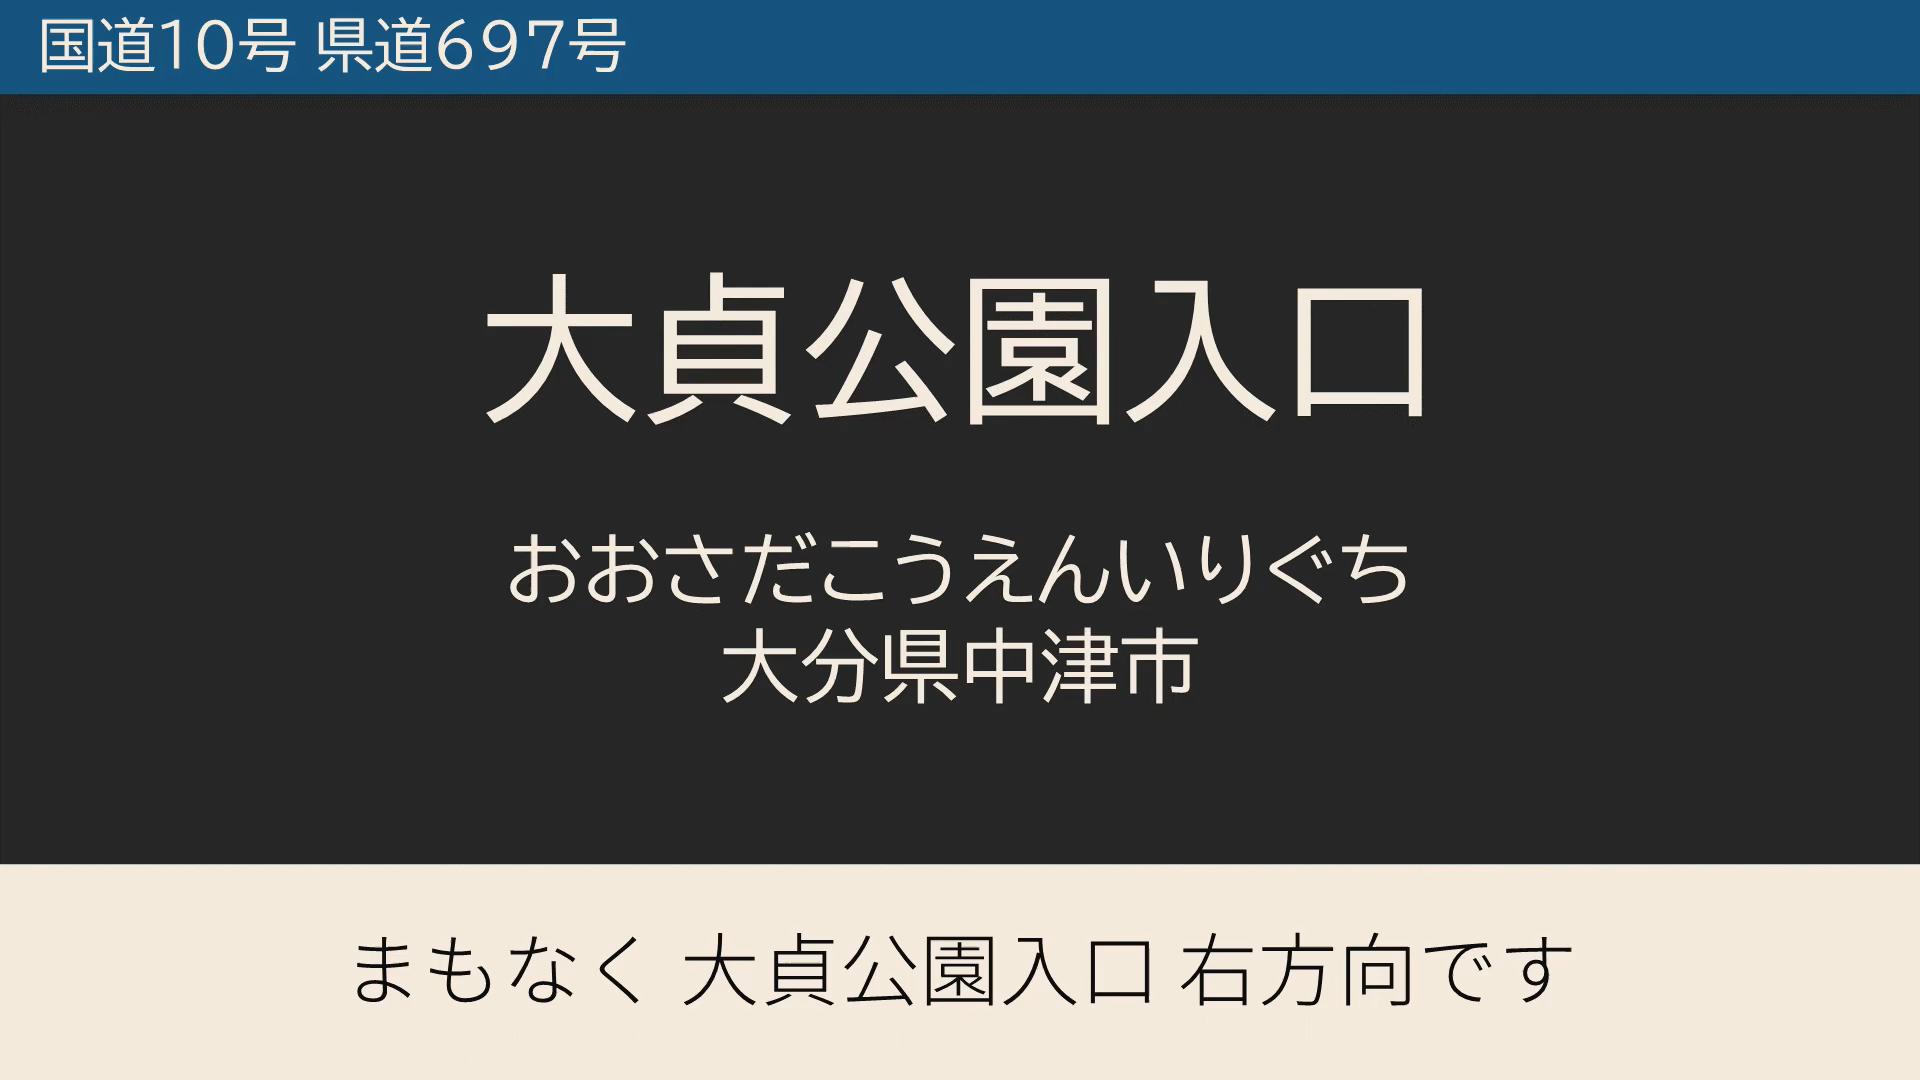 国道10号 県道697号
大貞公園入口
おおさだこうえんいりぐち
大分県中津市
まもなく 大貞公園入口 右方向です